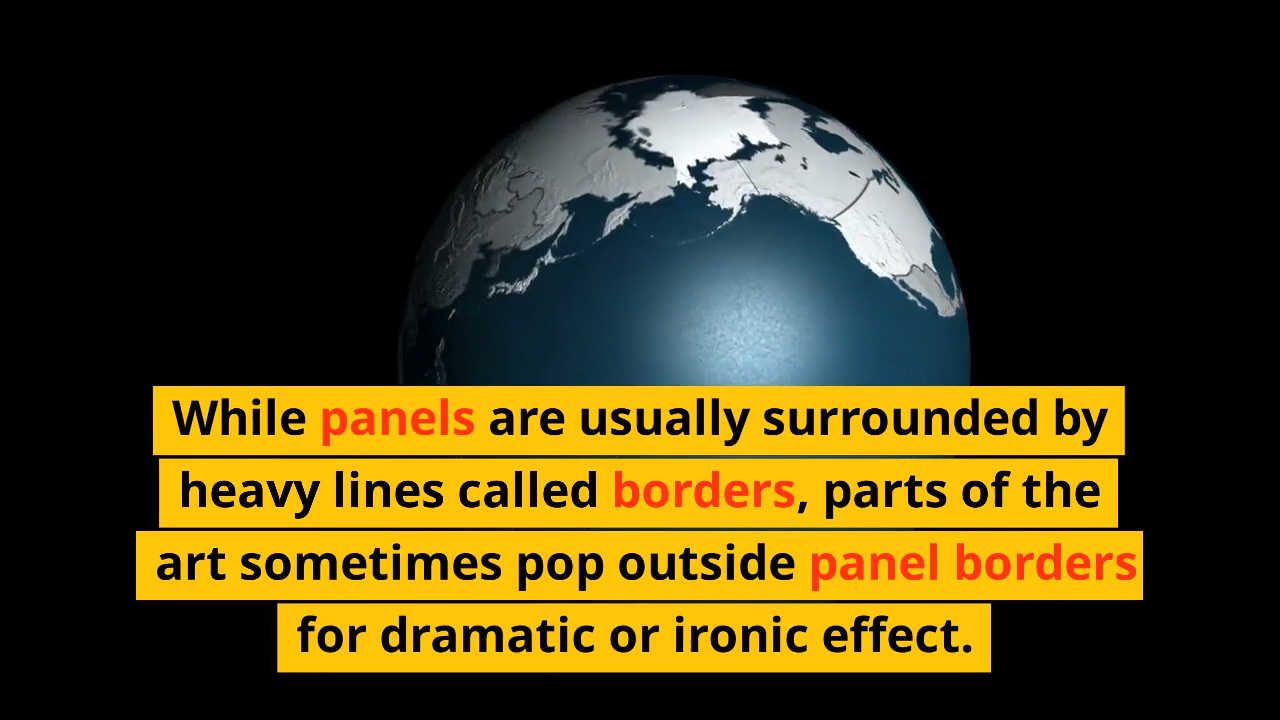 While panels are usually surrounded by
heavy lines called borders, parts of the
art sometimes pop outside panel borders
for dramatic or ironic effect.